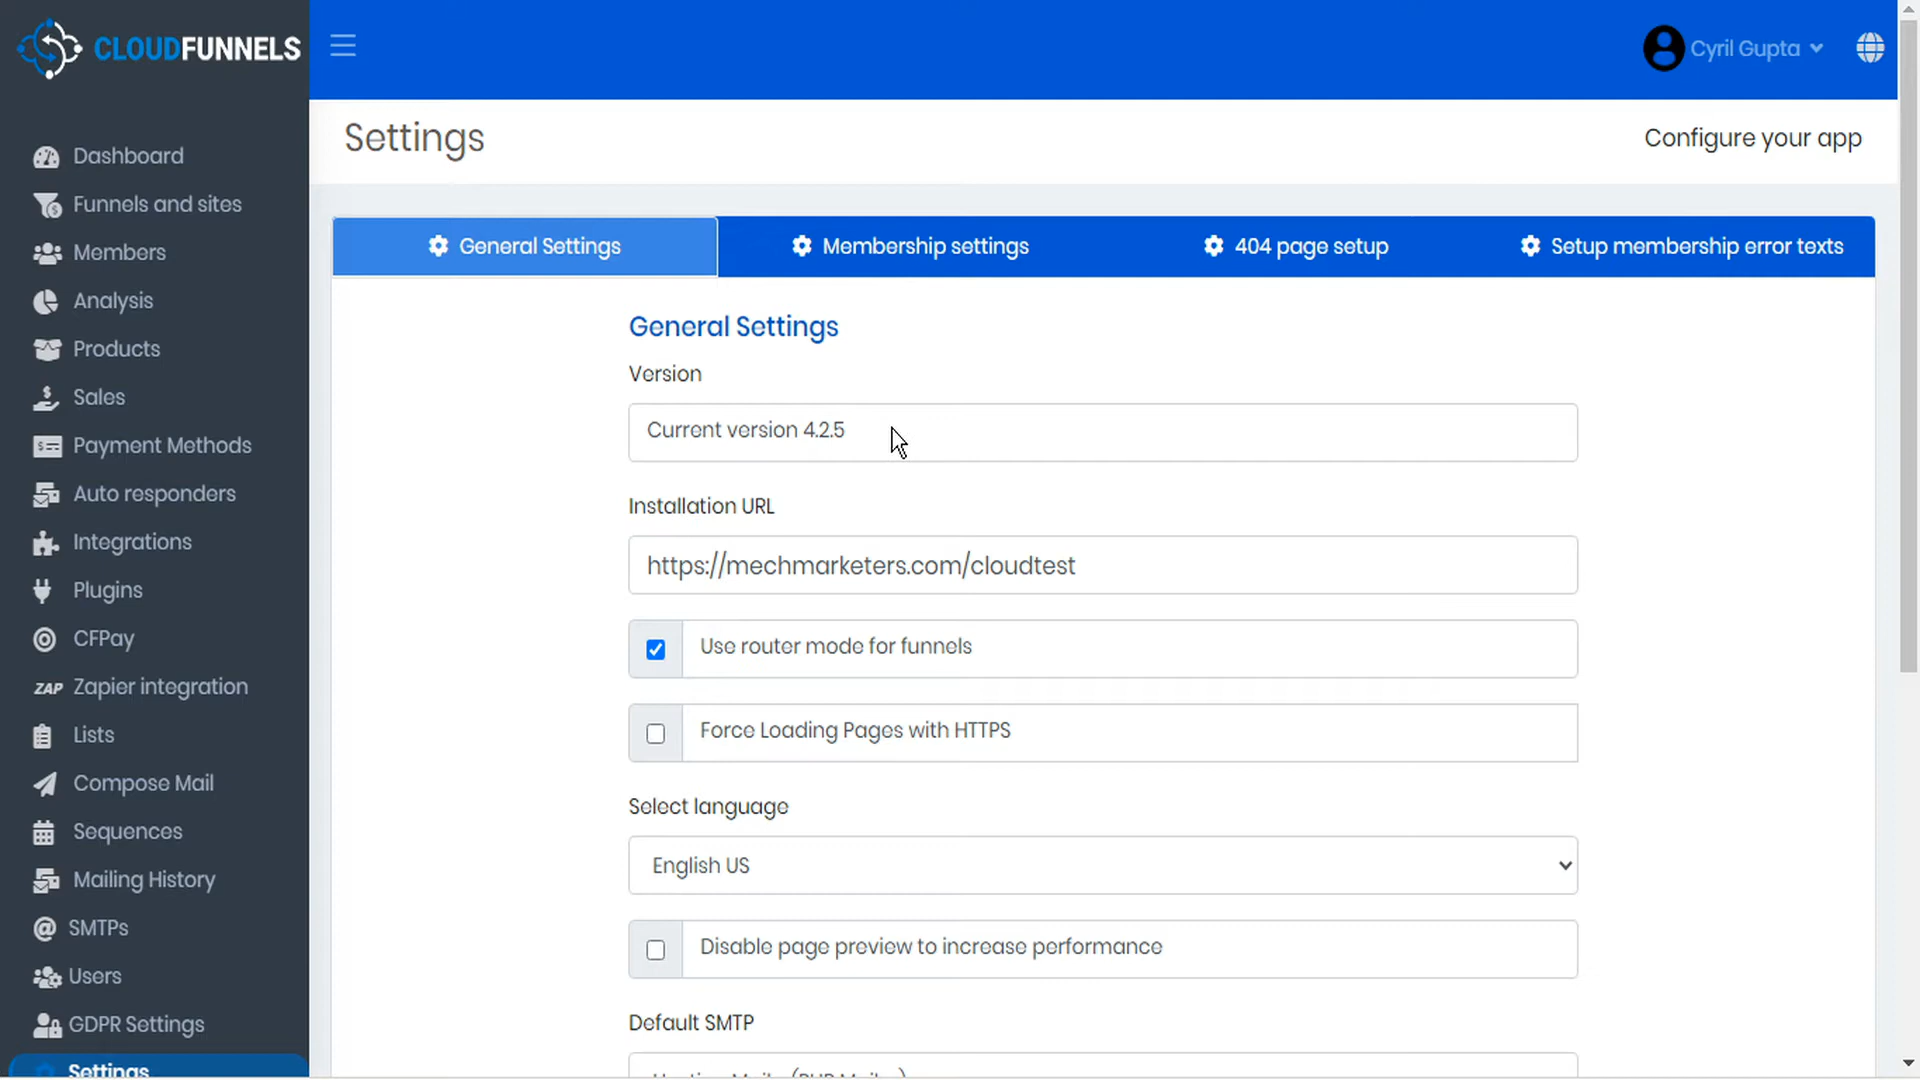 CLOUDFUNNELS
Cyril Gupta
Dashboard
Funnels and sites
Members
Analysis
Products
Sales
Payment Methods
Auto responders
Integrations
Plugins
CFPay
ZAP Zapier integration
Lists
Compose Mail
Sequences
Mailing History
SMTPs
Users
GDPR Settings
Settings
Settings
Configure your app
General Settings
Membership settings
404 page setup
Setup membership error texts
General Settings
Version
Current version 4.2.5
Installation URL
https://mechmarketers.com/cloudtest
Use router mode for funnels
Force Loading Pages with HTTPS
Select language
English US
Disable page preview to increase performance
Default SMTP